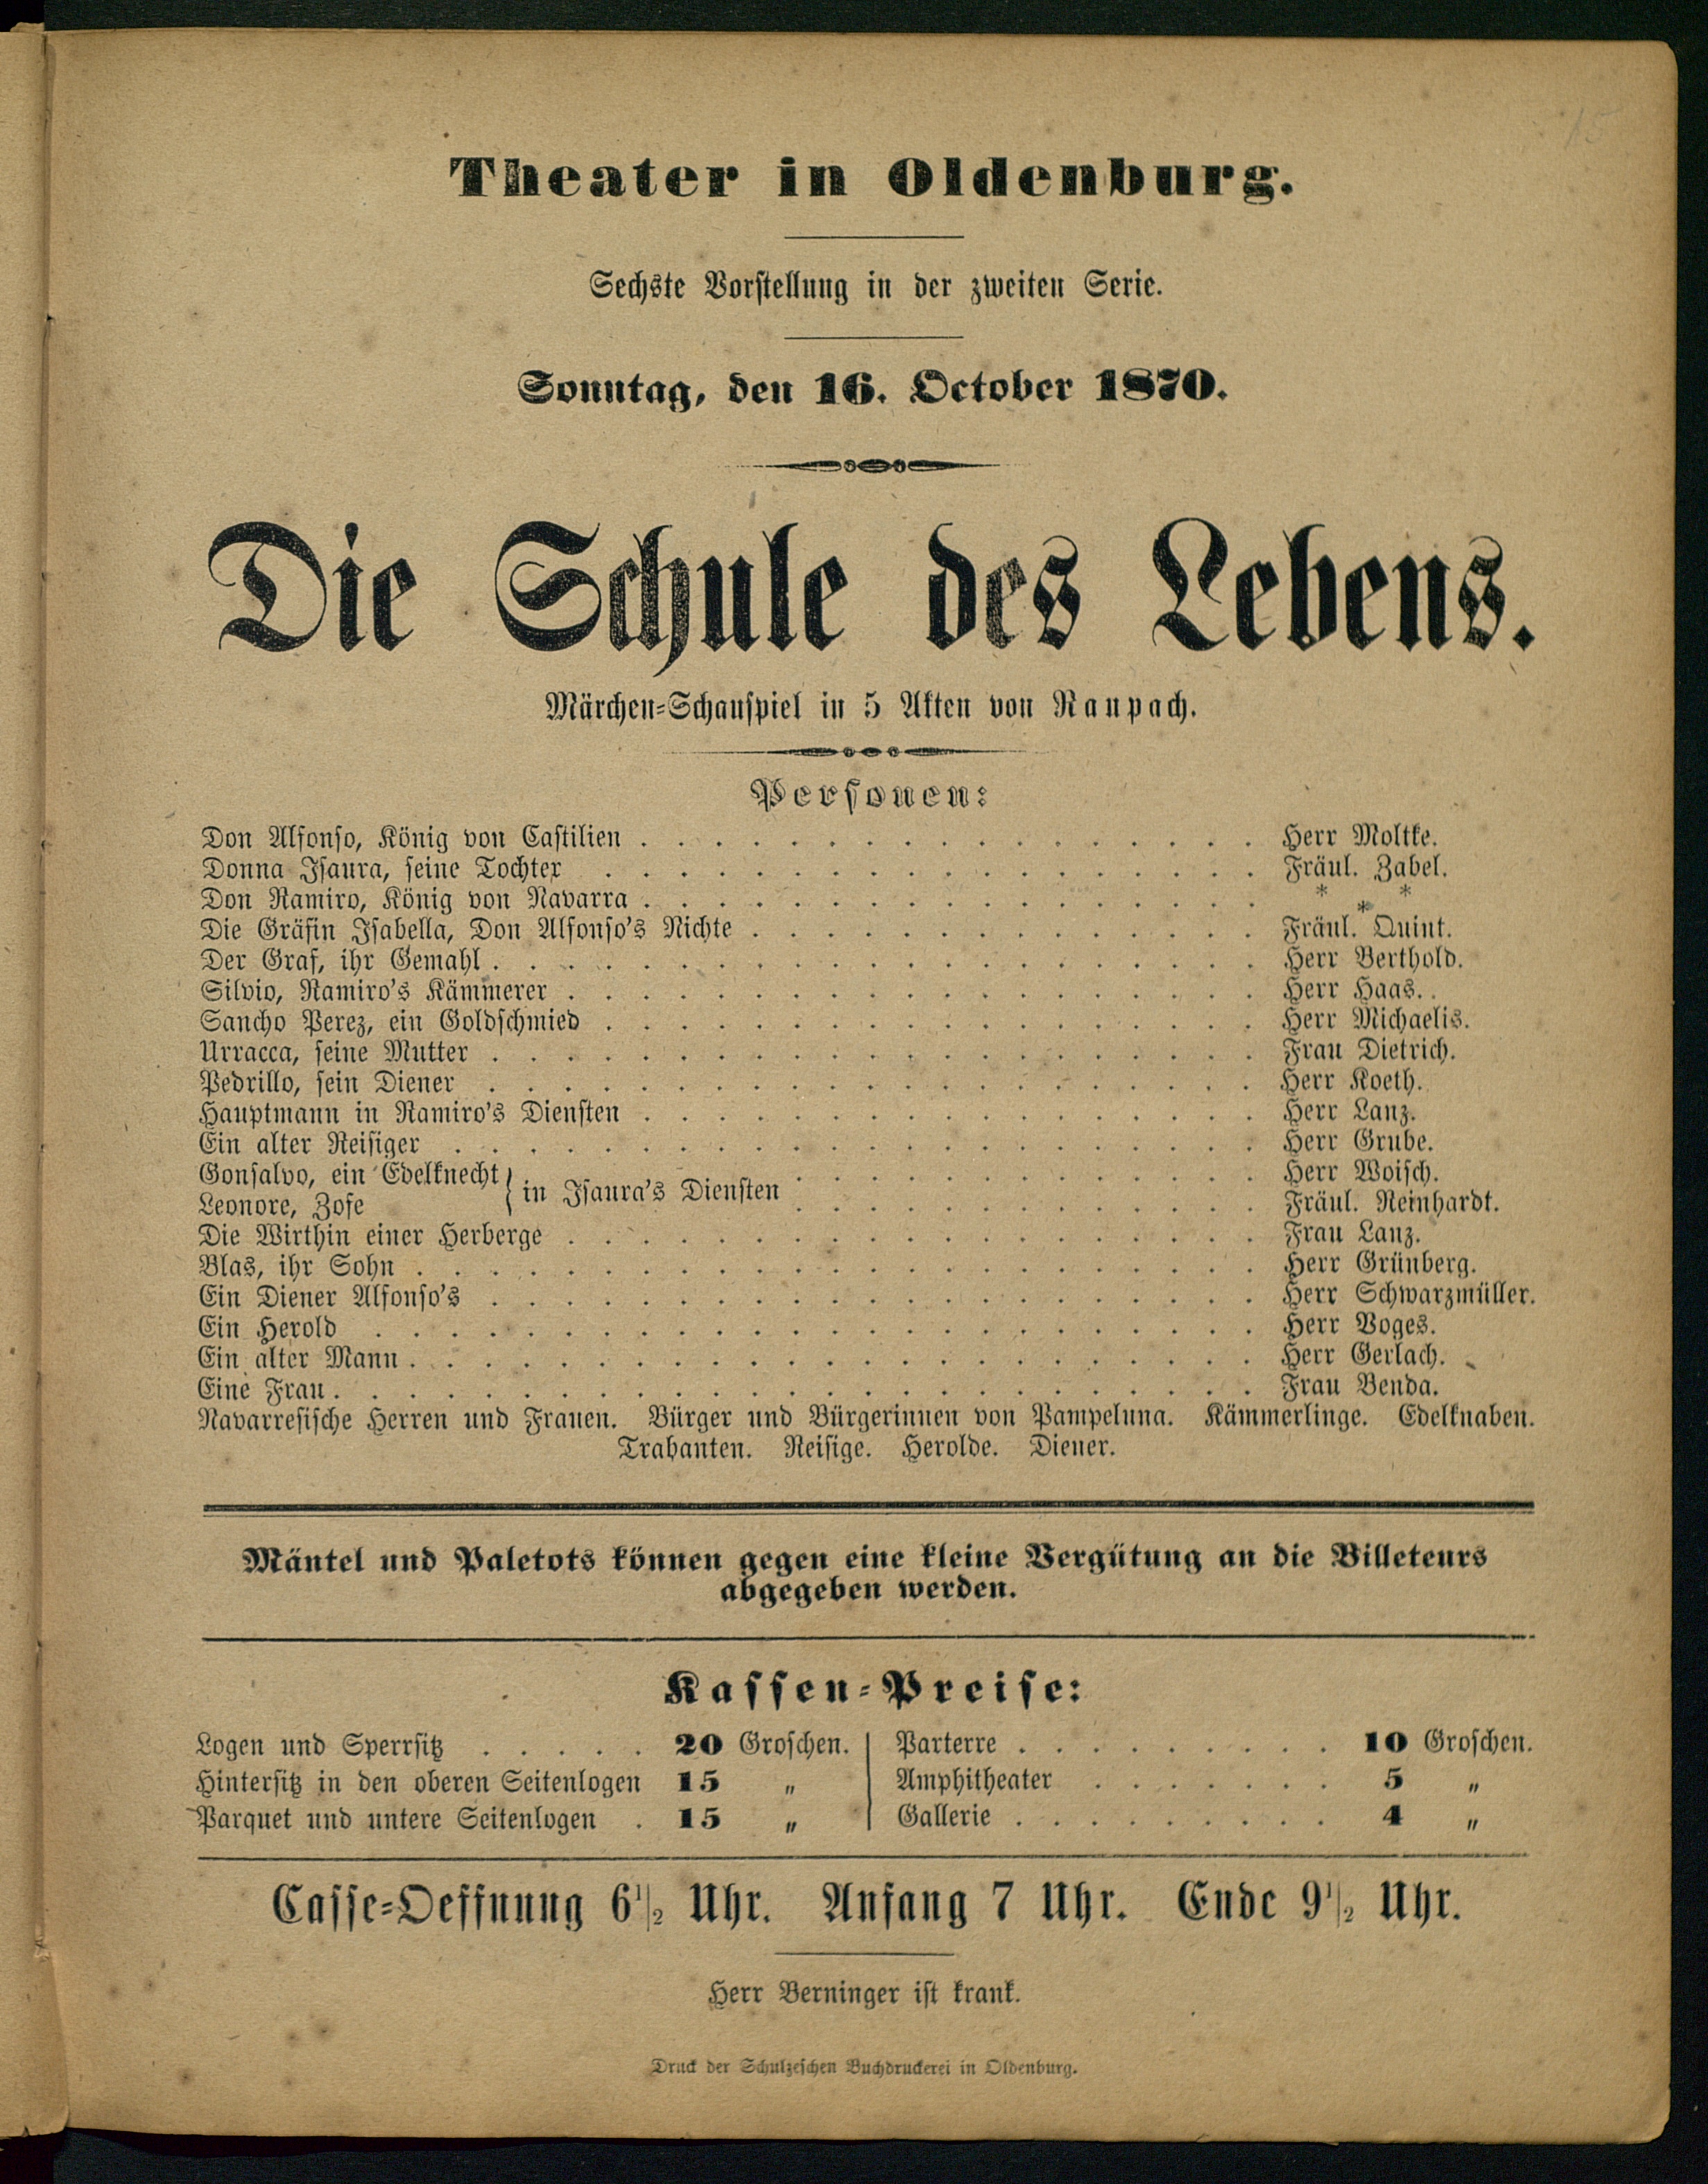 15
Theater in Oldenburg.
Sechste Vorstellung in der zweiten Serie.
Sonntag, den 16. October 1870.
Die Schule des Lebens.
Märchen-Schauspiel in 5 Akten von Raupach.
Personen:
Don Alfonso, König von Castilien . . . . . Herr Moltke.
Donna Isaura, seine Tochter . . . . . Fräul. Zabel.
Don Ramiro, König von Navarra . . . . . * * *
Die Gräfin Isabella, Don Alfonso's Nichte . . . . . Fräul. Quint.
Der Graf, ihr Gemahl . . . . . Herr Berthold.
Silvio, Ramiro's Kämmerer . . . . . Herr Haas.
Sancho Perez, ein Goldschmied . . . . . Herr Michaelis.
Urracca, seine Mutter . . . . . Frau Dietrich.
Pedrillo, sein Diener . . . . . Herr Koeth.
Hauptmann in Ramiro's Diensten . . . . . Herr Lanz.
Ein alter Reisiger . . . . . Herr Grube.
Gonsalvo, ein Edelknecht } in Isaura's Diensten . . . . . Herr Woisch.
Leonore, Zofe . . . . . Fräul. Reinhardt.
Die Wirthin einer Herberge . . . . . Frau Lanz.
Blas, ihr Sohn . . . . . Herr Grünberg.
Ein Diener Alfonso's . . . . . Herr Schwarzmüller.
Ein Herold . . . . . Herr Voges.
Ein alter Mann . . . . . Herr Gerlach.
Eine Frau . . . . . Frau Benda.
Navarresische Herren und Frauen. Bürger und Bürgerinnen von Pampeluna. Kämmerlinge. Edelknaben.
Trabanten. Reisige. Herolde. Diener.
Mäntel und Paletots können gegen eine kleine Vergütung an die Billeteurs
abgegeben werden.
Kassen-Preise:
Logen und Sperrsitz . . . . . 20 Groschen. | Parterre . . . . . 10 Groschen.
Hintersitz in den oberen Seitenlogen 15 " | Amphitheater . . . . . 5 "
Parquet und untere Seitenlogen . 15 " | Gallerie . . . . . 4 "
Casse-Oeffnung 6 1/2 Uhr. Anfang 7 Uhr. Ende 9 1/2 Uhr.
Herr Berninger ist krank.
Druck der Schulzeschen Buchdruckerei in Oldenburg.